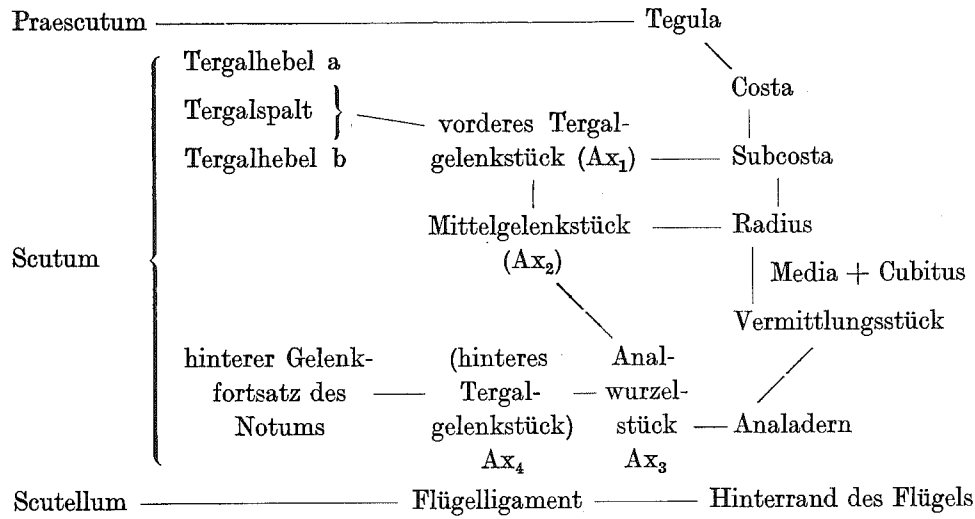 Praescutum Tegula
Tergalhebel a
Costa
Tergalspalt
vorderes Tergal-
Tergalhebel b gelenkstück (Ax₁) Subcosta
Mittelgelenkstück Radius
Scutum (Ax₂)
Media + Cubitus
Vermittlungsstück
hinterer Gelenk- (hinteres Anal-
fortsatz des Tergal- wurzel-
Notums gelenkstück) stück Analadern
Ax₄ Ax₃
Scutellum Flügelligament Hinterrand des Flügels